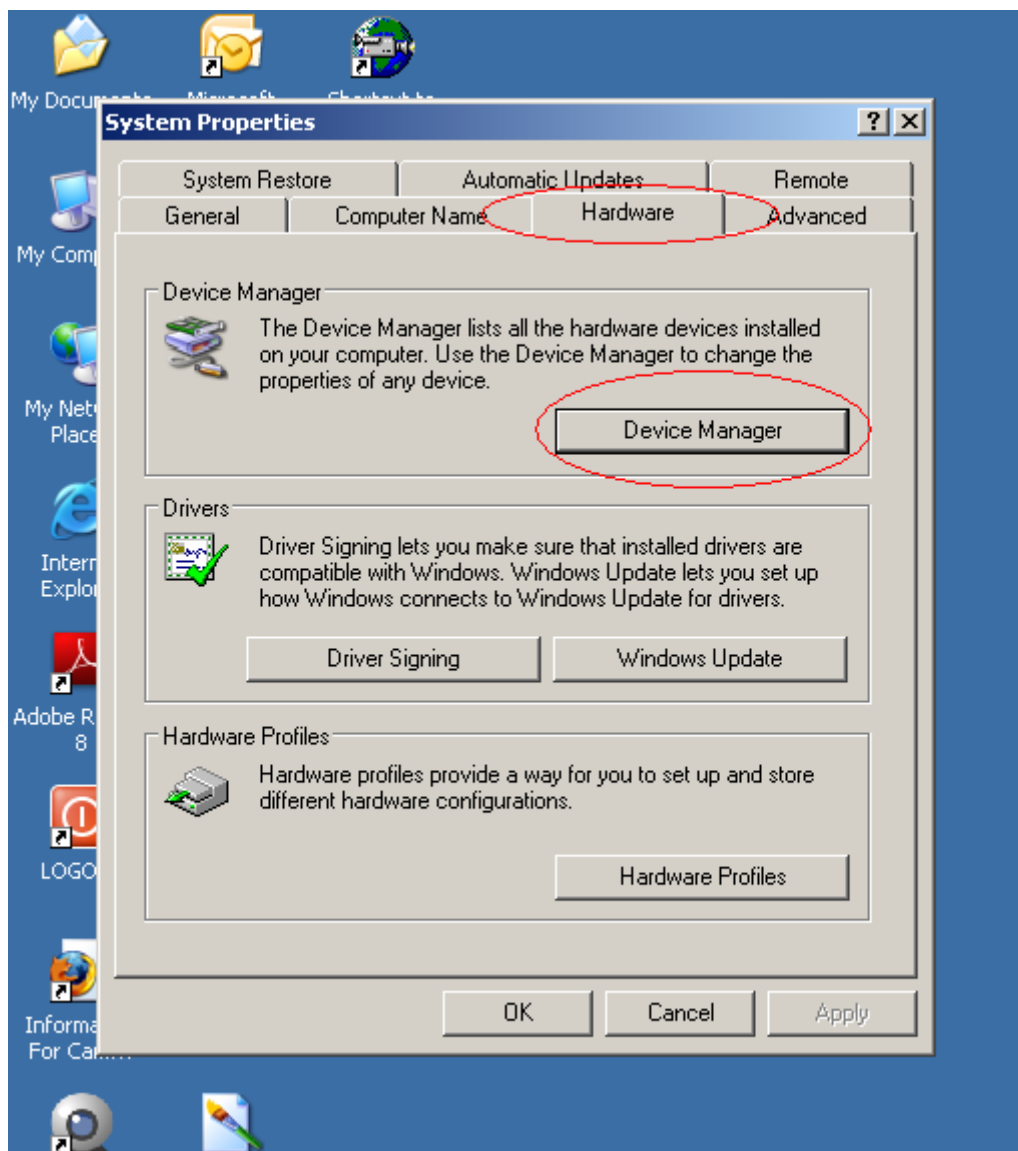 My Documents
System Properties
System Restore Automatic Updates Remote
General Computer Name Hardware Advanced
My Com
Device Manager
The Device Manager lists all the hardware devices installed
on your computer. Use the Device Manager to change the
properties of any device.
My Net
Place
Device Manager
Drivers
Driver Signing lets you make sure that installed drivers are
compatible with Windows. Windows Update lets you set up
how Windows connects to Windows Update for drivers.
Intern
Explor
Driver Signing Windows Update
Adobe R
8
Hardware Profiles
Hardware profiles provide a way for you to set up and store
different hardware configurations.
LOGO
Hardware Profiles
OK Cancel Apply
Informa
For Cam